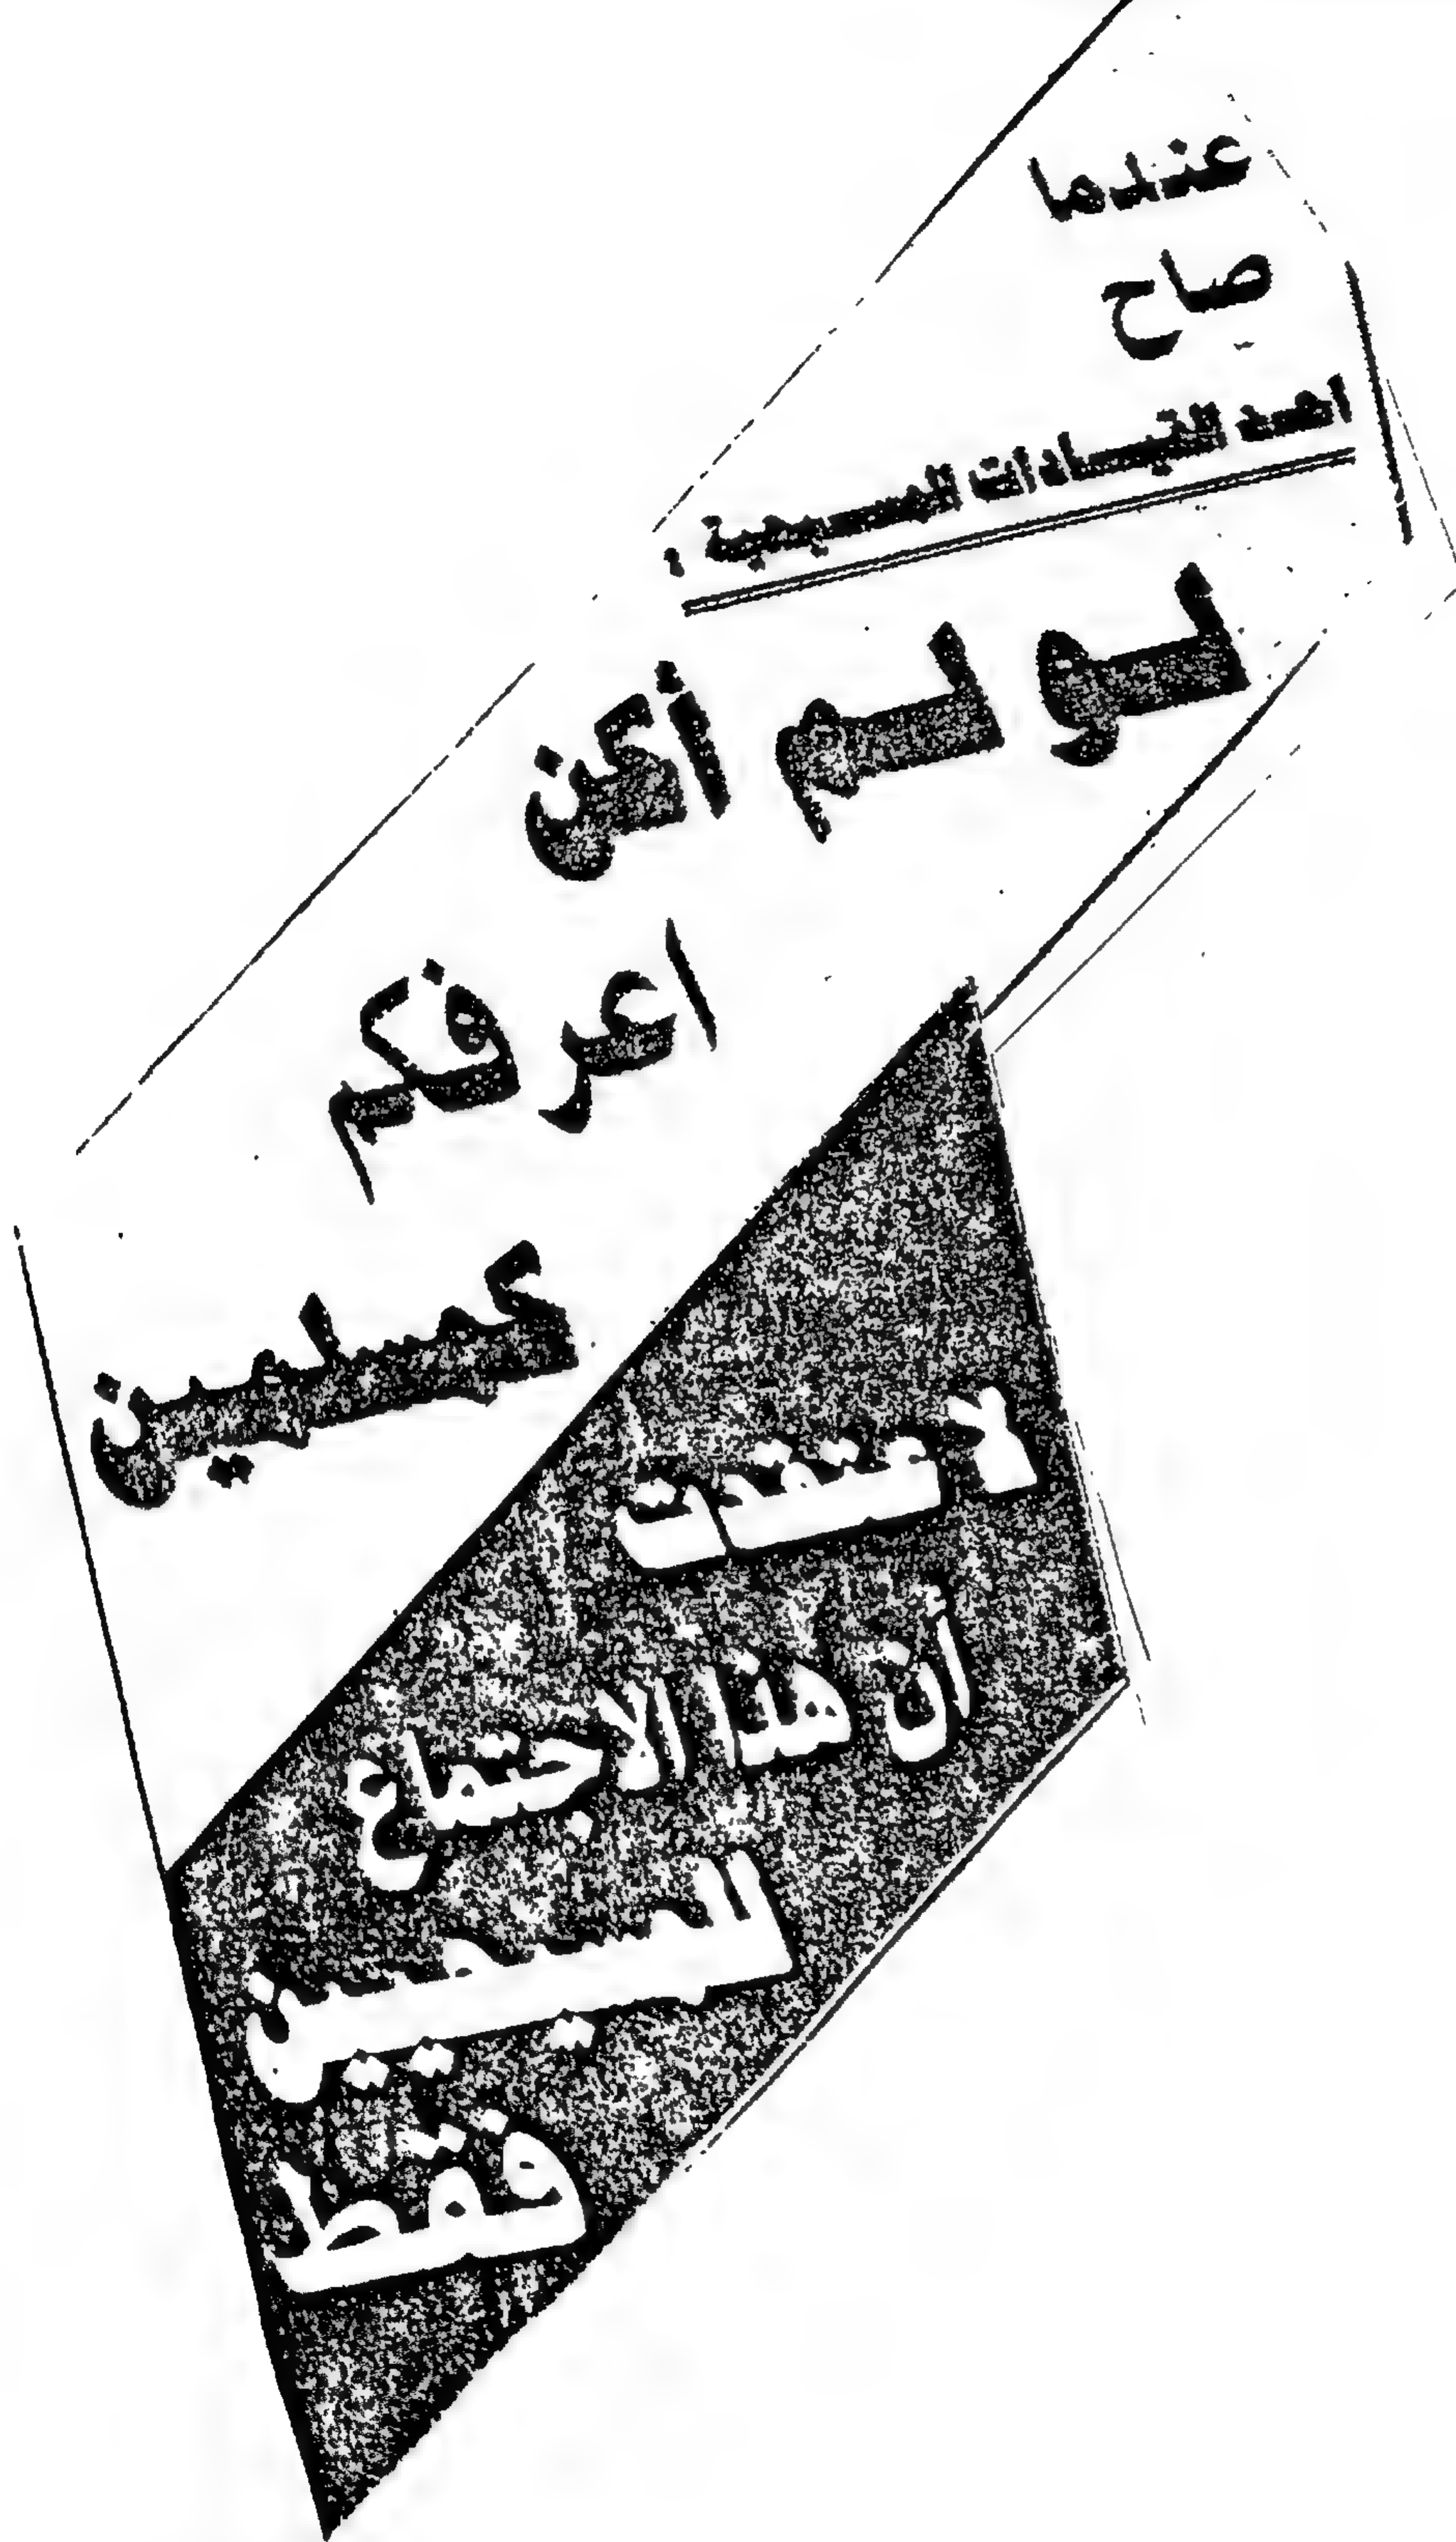 عندما
صاح
احد القيادات المسيحية :
لو لم أكن
اعرفكم
كمسلمين
لاعتقدت
أن هذا الاجتماع
للمسيحيين
فقط